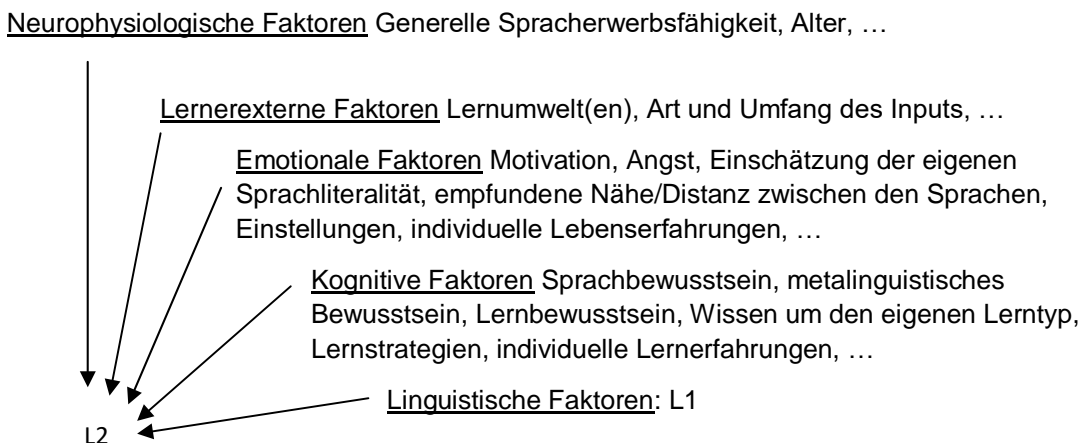 Neurophysiologische Faktoren Generelle Spracherwerbsfähigkeit, Alter, …
Lernerexterne Faktoren Lernumwelt(en), Art und Umfang des Inputs, …
Emotionale Faktoren Motivation, Angst, Einschätzung der eigenen
Sprachliteralität, empfundene Nähe/Distanz zwischen den Sprachen,
Einstellungen, individuelle Lebenserfahrungen, …
Kognitive Faktoren Sprachbewusstsein, metalinguistisches
Bewusstsein, Lernbewusstsein, Wissen um den eigenen Lerntyp,
Lernstrategien, individuelle Lernerfahrungen, …
Linguistische Faktoren: L1
L2